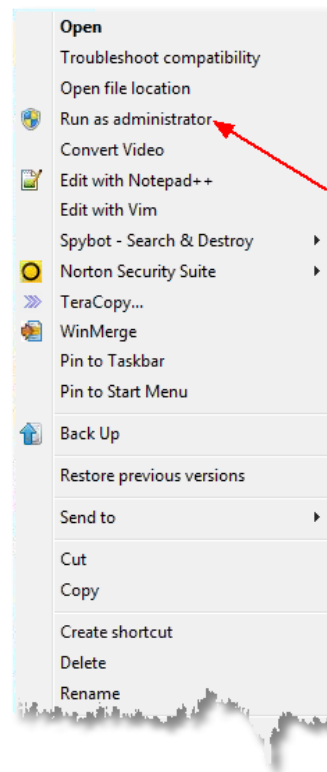 Open
Troubleshoot compatibility
Open file location
Run as administrator
Convert Video
Edit with Notepad++
Edit with Vim
Spybot - Search & Destroy
Norton Security Suite
TeraCopy...
WinMerge
Pin to Taskbar
Pin to Start Menu
Back Up
Restore previous versions
Send to
Cut
Copy
Create shortcut
Delete
Rename